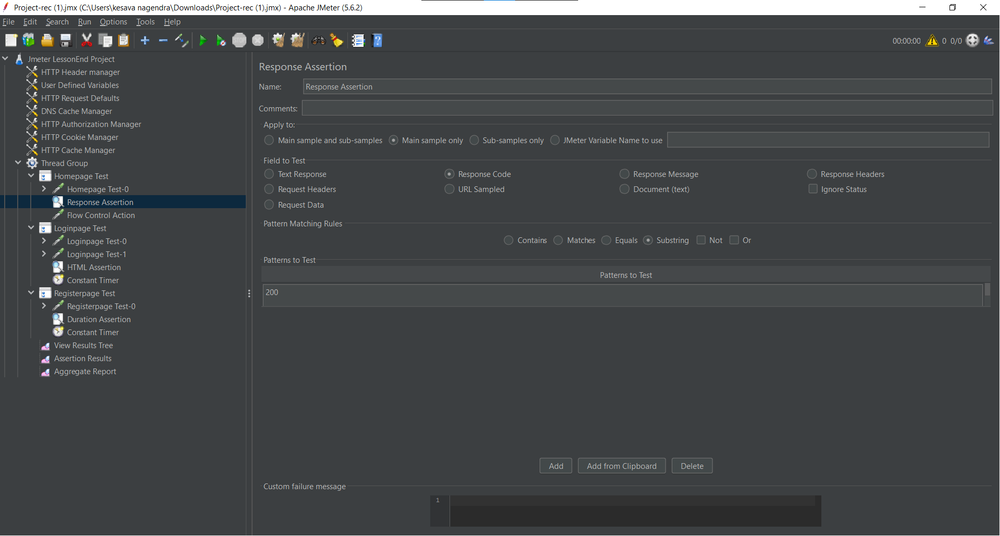 Project-rec (1).jmx (C:\Users\kesava nagendra\Downloads\Project-rec (1).jmx) - Apache JMeter (5.6.2)
File Edit Search Run Options Tools Help
STOP ? 00:00:00 0 0/0
Jmeter LessonEnd Project
HTTP Header manager
User Defined Variables
HTTP Request Defaults
DNS Cache Manager
HTTP Authorization Manager
HTTP Cookie Manager
HTTP Cache Manager
Thread Group
Homepage Test
Homepage Test-0
Response Assertion
Flow Control Action
Loginpage Test
Loginpage Test-0
Loginpage Test-1
HTML Assertion
Constant Timer
Registerpage Test
Registerpage Test-0
Duration Assertion
Constant Timer
View Results Tree
Assertion Results
Aggregate Report
Response Assertion
Name: Response Assertion
Comments:
Apply to:
Main sample and sub-samples Main sample only Sub-samples only JMeter Variable Name to use
Field to Test
Text Response Response Code Response Message Response Headers
Request Headers URL Sampled Document (text) Ignore Status
Request Data
Pattern Matching Rules
Contains Matches Equals Substring Not Or
Patterns to Test
Patterns to Test
200
Add Add from Clipboard Delete
Custom failure message
1